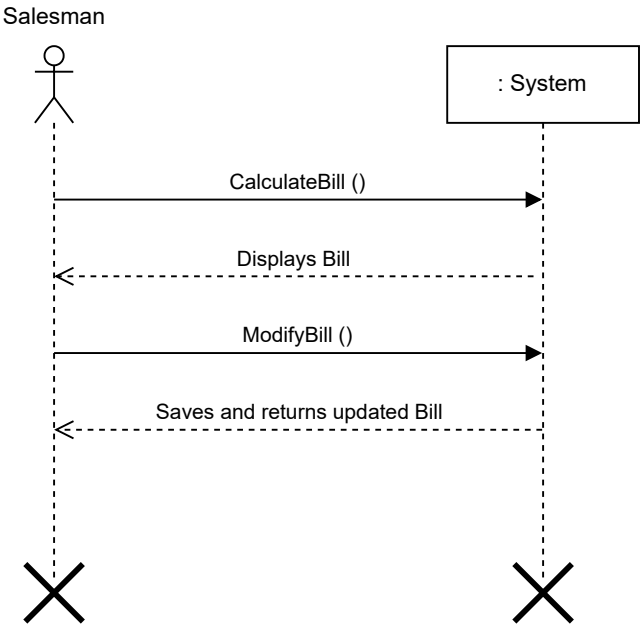 Salesman
: System
CalculateBill ()
Displays Bill
ModifyBill ()
Saves and returns updated Bill